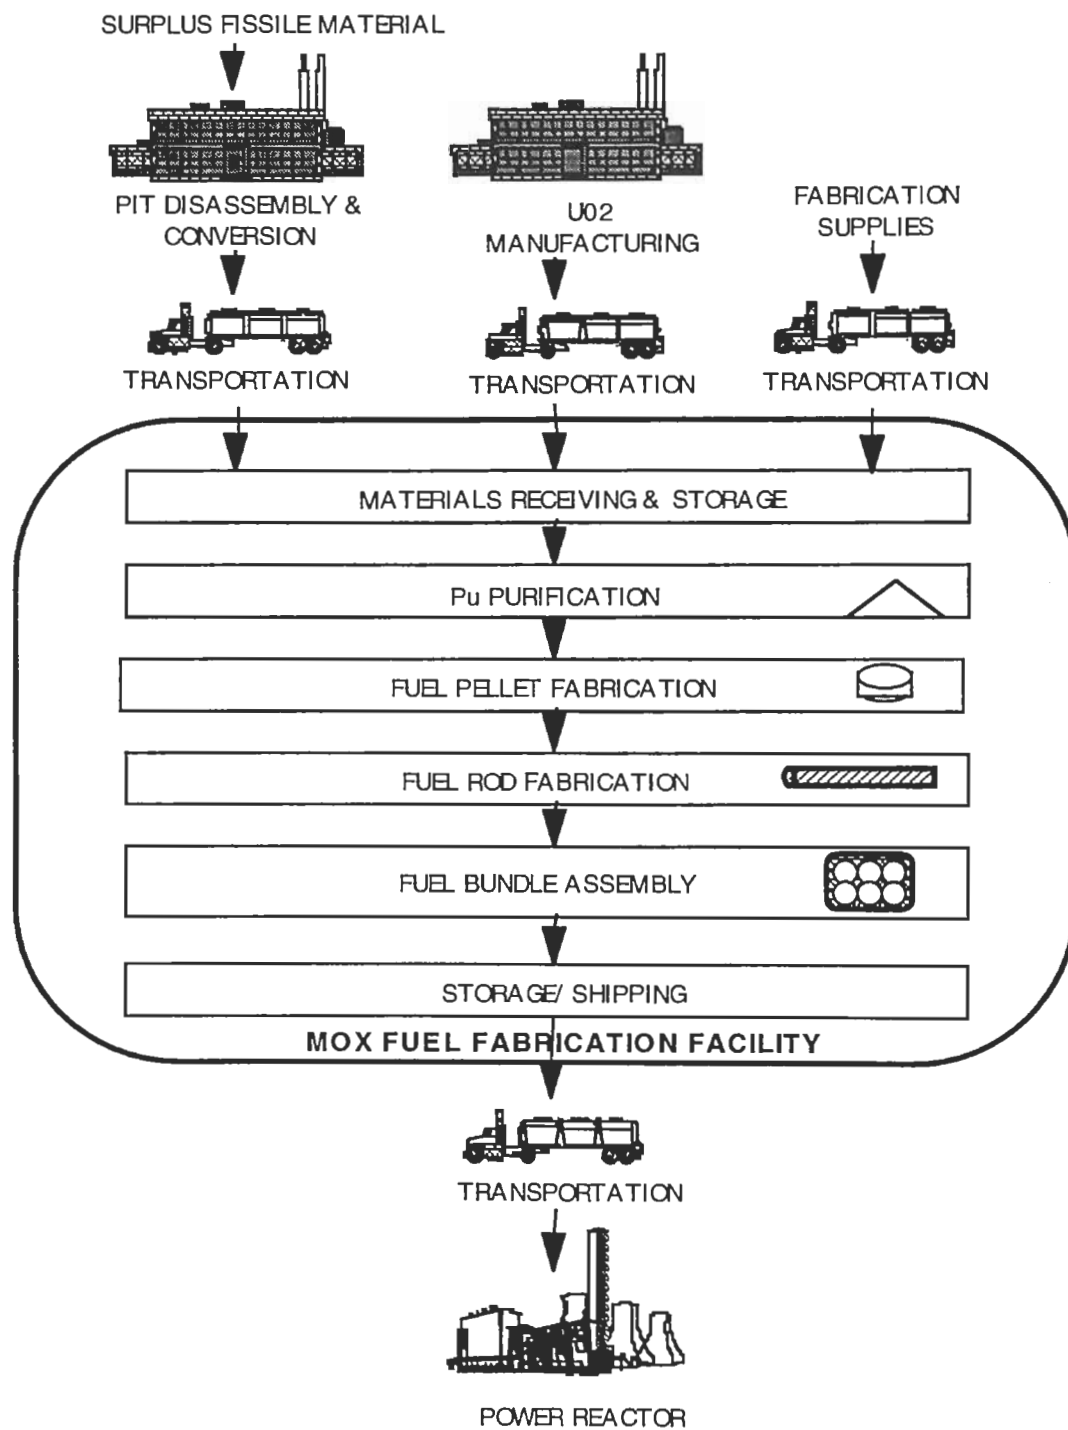 SURPLUS FISSILE MATERIAL
PIT DISASSEMBLY &
CONVERSION
U02
MANUFACTURING
FABRICATION
SUPPLIES
TRANSPORTATION
TRANSPORTATION
TRANSPORTATION
MATERIALS RECEIVING & STORAGE
Pu PURIFICATION
FUEL PELLET FABRICATION
FUEL ROD FABRICATION
FUEL BUNDLE ASSEMBLY
STORAGE/ SHIPPING
MOX FUEL FABRICATION FACILITY
TRANSPORTATION
POWER REACTOR